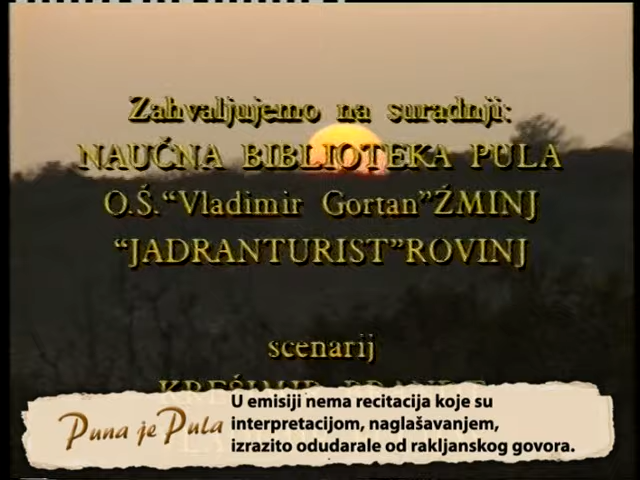 Zahvaljujemo na suradnji:
NAUČNA BIBLIOTEKA PULA
O.Š.“Vladimir Gortan”ŽMINJ
“JADRANTURIST”ROVINJ
scenarij
KREŠIMIR
Puna je Pula
U emisiji nema recitacija koje su
interpretacijom, naglašavanjem,
izrazito odudarale od rakljanskog govora.